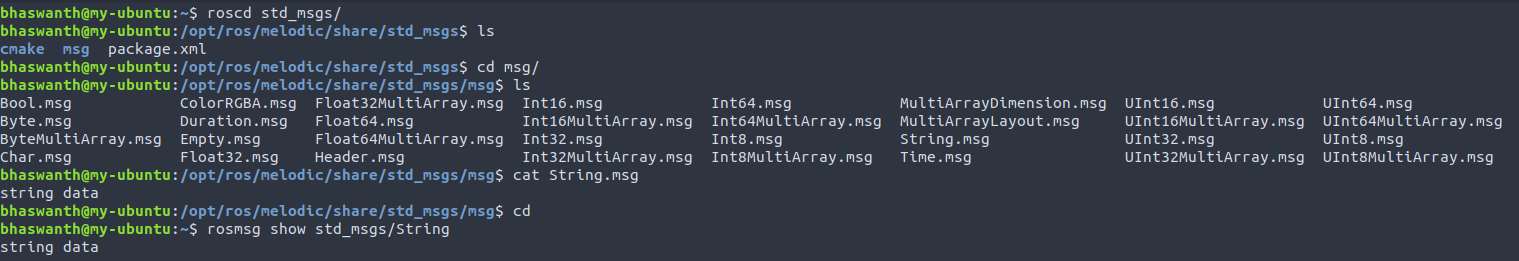 bhaswanth@my-ubuntu:~$ roscd std_msgs/
bhaswanth@my-ubuntu:/opt/ros/melodic/share/std_msgs$ ls
cmake  msg  package.xml
bhaswanth@my-ubuntu:/opt/ros/melodic/share/std_msgs$ cd msg/
bhaswanth@my-ubuntu:/opt/ros/melodic/share/std_msgs/msg$ ls
Bool.msg            ColorRGBA.msg  Float32MultiArray.msg  Int16.msg            Int64.msg            MultiArrayDimension.msg  UInt16.msg            UInt64.msg
Byte.msg            Duration.msg   Float64.msg            Int16MultiArray.msg  Int64MultiArray.msg  MultiArrayLayout.msg     UInt16MultiArray.msg  UInt64MultiArray.msg
ByteMultiArray.msg  Empty.msg      Float64MultiArray.msg  Int32.msg            Int8.msg             String.msg               UInt32.msg            UInt8.msg
Char.msg            Float32.msg    Header.msg             Int32MultiArray.msg  Int8MultiArray.msg   Time.msg                 UInt32MultiArray.msg  UInt8MultiArray.msg
bhaswanth@my-ubuntu:/opt/ros/melodic/share/std_msgs/msg$ cat String.msg
string data
bhaswanth@my-ubuntu:/opt/ros/melodic/share/std_msgs/msg$ cd
bhaswanth@my-ubuntu:~$ rosmsg show std_msgs/String
string data